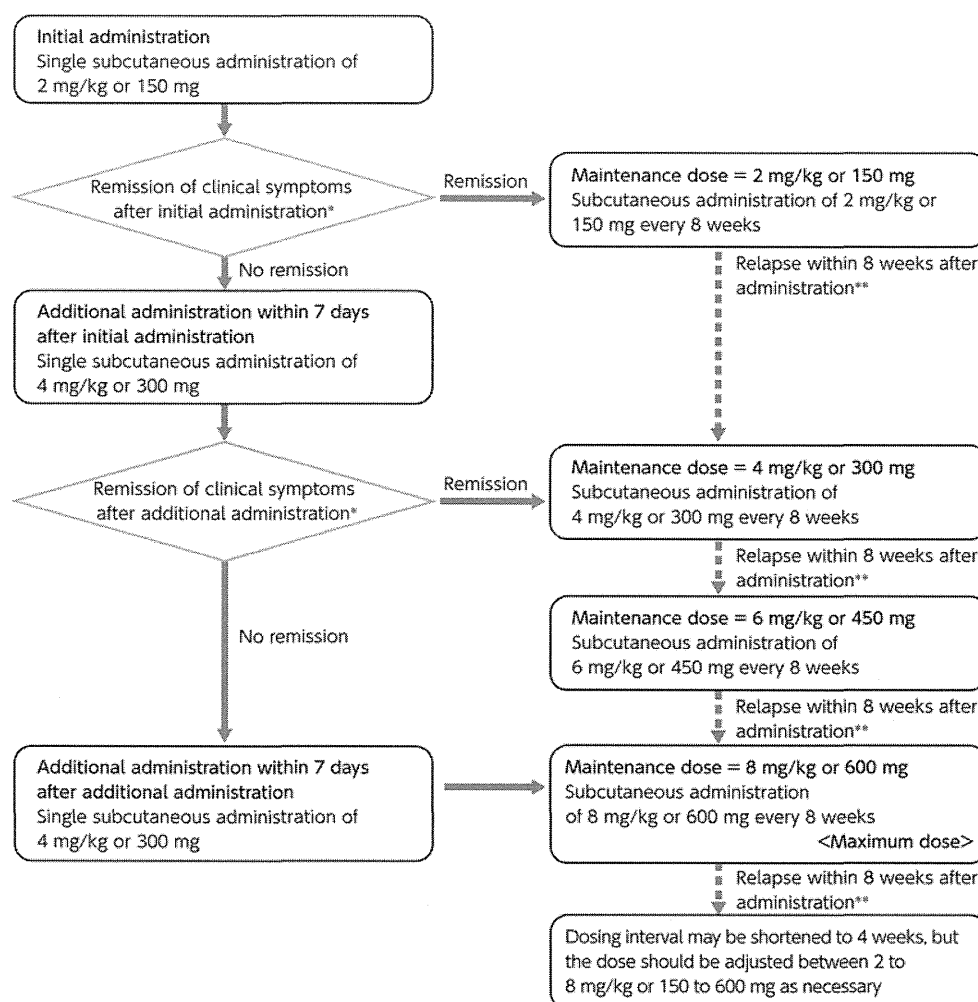 Initial administration
Single subcutaneous administration of
2 mg/kg or 150 mg
Remission of clinical symptoms
after initial administration*
Remission
Maintenance dose = 2 mg/kg or 150 mg
Subcutaneous administration of 2 mg/kg or
150 mg every 8 weeks
No remission
Relapse within 8 weeks after
administration**
Additional administration within 7 days
after initial administration
Single subcutaneous administration of
4 mg/kg or 300 mg
Remission of clinical symptoms
after additional administration*
Remission
Maintenance dose = 4 mg/kg or 300 mg
Subcutaneous administration of
4 mg/kg or 300 mg every 8 weeks
Relapse within 8 weeks after
administration**
No remission
Maintenance dose = 6 mg/kg or 450 mg
Subcutaneous administration of
6 mg/kg or 450 mg every 8 weeks
Relapse within 8 weeks after
administration**
Additional administration within 7 days
after additional administration
Single subcutaneous administration of
4 mg/kg or 300 mg
Maintenance dose = 8 mg/kg or 600 mg
Subcutaneous administration
of 8 mg/kg or 600 mg every 8 weeks
<Maximum dose>
Relapse within 8 weeks after
administration**
Dosing interval may be shortened to 4 weeks, but
the dose should be adjusted between 2 to
8 mg/kg or 150 to 600 mg as necessary